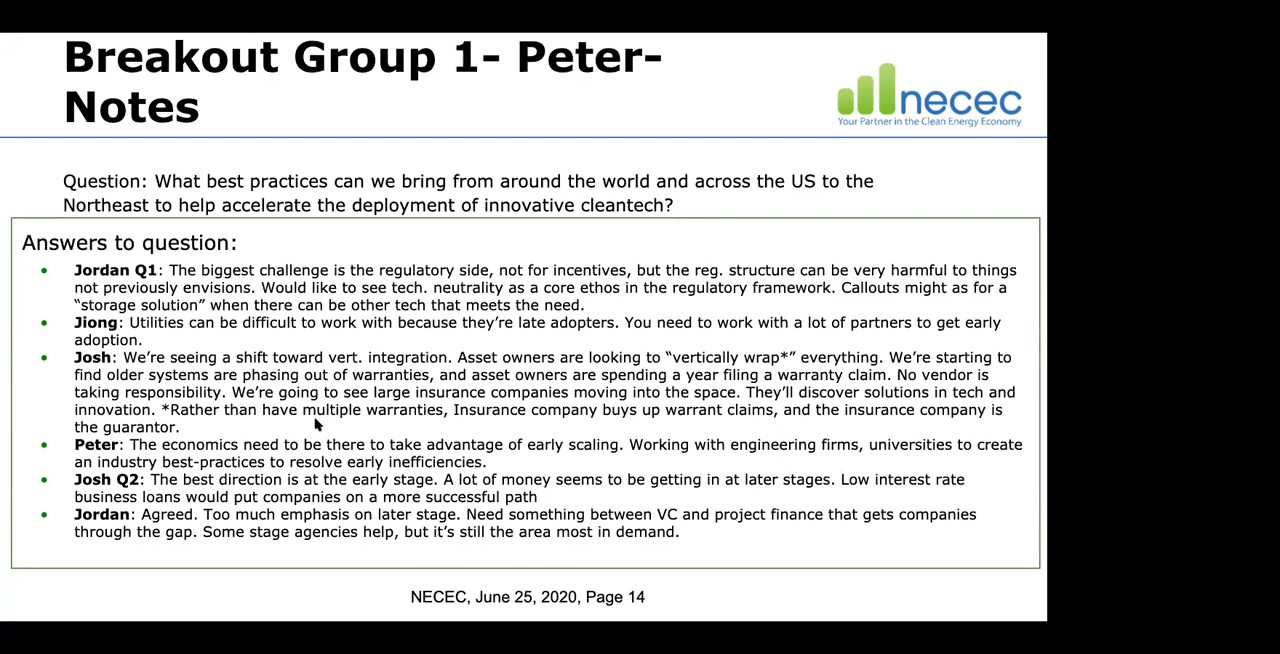 Breakout Group 1- Peter-
Notes
necec
Your Partner in the Clean Energy Economy
Question: What best practices can we bring from around the world and across the US to the
Northeast to help accelerate the deployment of innovative cleantech?
Answers to question:
• Jordan Q1: The biggest challenge is the regulatory side, not for incentives, but the reg. structure can be very harmful to things
not previously envisions. Would like to see tech. neutrality as a core ethos in the regulatory framework. Callouts might as for a
“storage solution” when there can be other tech that meets the need.
• Jiong: Utilities can be difficult to work with because they’re late adopters. You need to work with a lot of partners to get early
adoption.
• Josh: We’re seeing a shift toward vert. integration. Asset owners are looking to “vertically wrap*” everything. We’re starting to
find older systems are phasing out of warranties, and asset owners are spending a year filing a warranty claim. No vendor is
taking responsibility. We’re going to see large insurance companies moving into the space. They’ll discover solutions in tech and
innovation. *Rather than have multiple warranties, Insurance company buys up warrant claims, and the insurance company is
the guarantor.
• Peter: The economics need to be there to take advantage of early scaling. Working with engineering firms, universities to create
an industry best-practices to resolve early inefficiencies.
• Josh Q2: The best direction is at the early stage. A lot of money seems to be getting in at later stages. Low interest rate
business loans would put companies on a more successful path
• Jordan: Agreed. Too much emphasis on later stage. Need something between VC and project finance that gets companies
through the gap. Some stage agencies help, but it’s still the area most in demand.
NECEC, June 25, 2020, Page 14